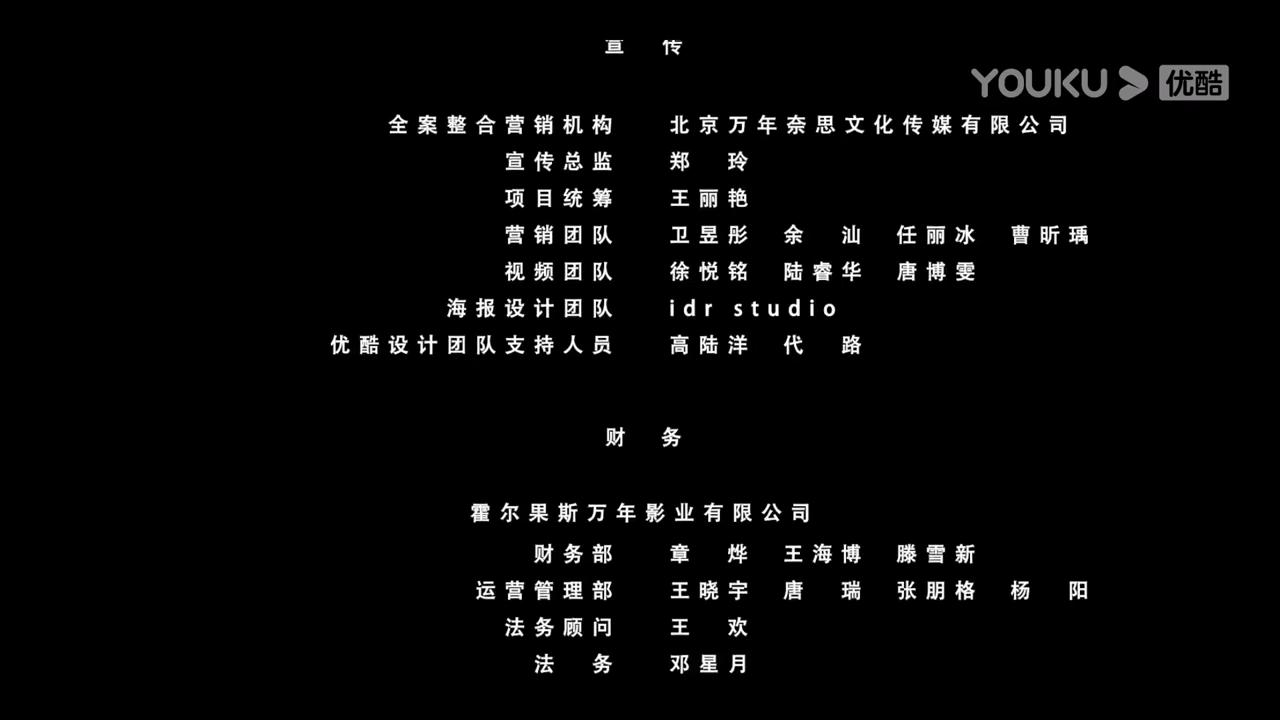 宣 传
YOUKU 优酷
全案整合营销机构 北京万年奈思文化传媒有限公司
宣传总监 郑 玲
项目统筹 王丽艳
营销团队 卫昱彤 余 汕 任丽冰 曹昕瑀
视频团队 徐悦铭 陆睿华 唐博雯
海报设计团队 idr studio
优酷设计团队支持人员 高陆洋 代 路
财 务
霍尔果斯万年影业有限公司
财务部 章 烨 王海博 滕雪新
运营管理部 王晓宇 唐 瑞 张朋格 杨 阳
法务顾问 王 欢
法 务 邓星月